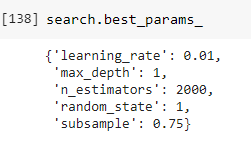 [138] search.best_params_
{'learning_rate': 0.01,
'max_depth': 1,
'n_estimators': 2000,
'random_state': 1,
'subsample': 0.75}